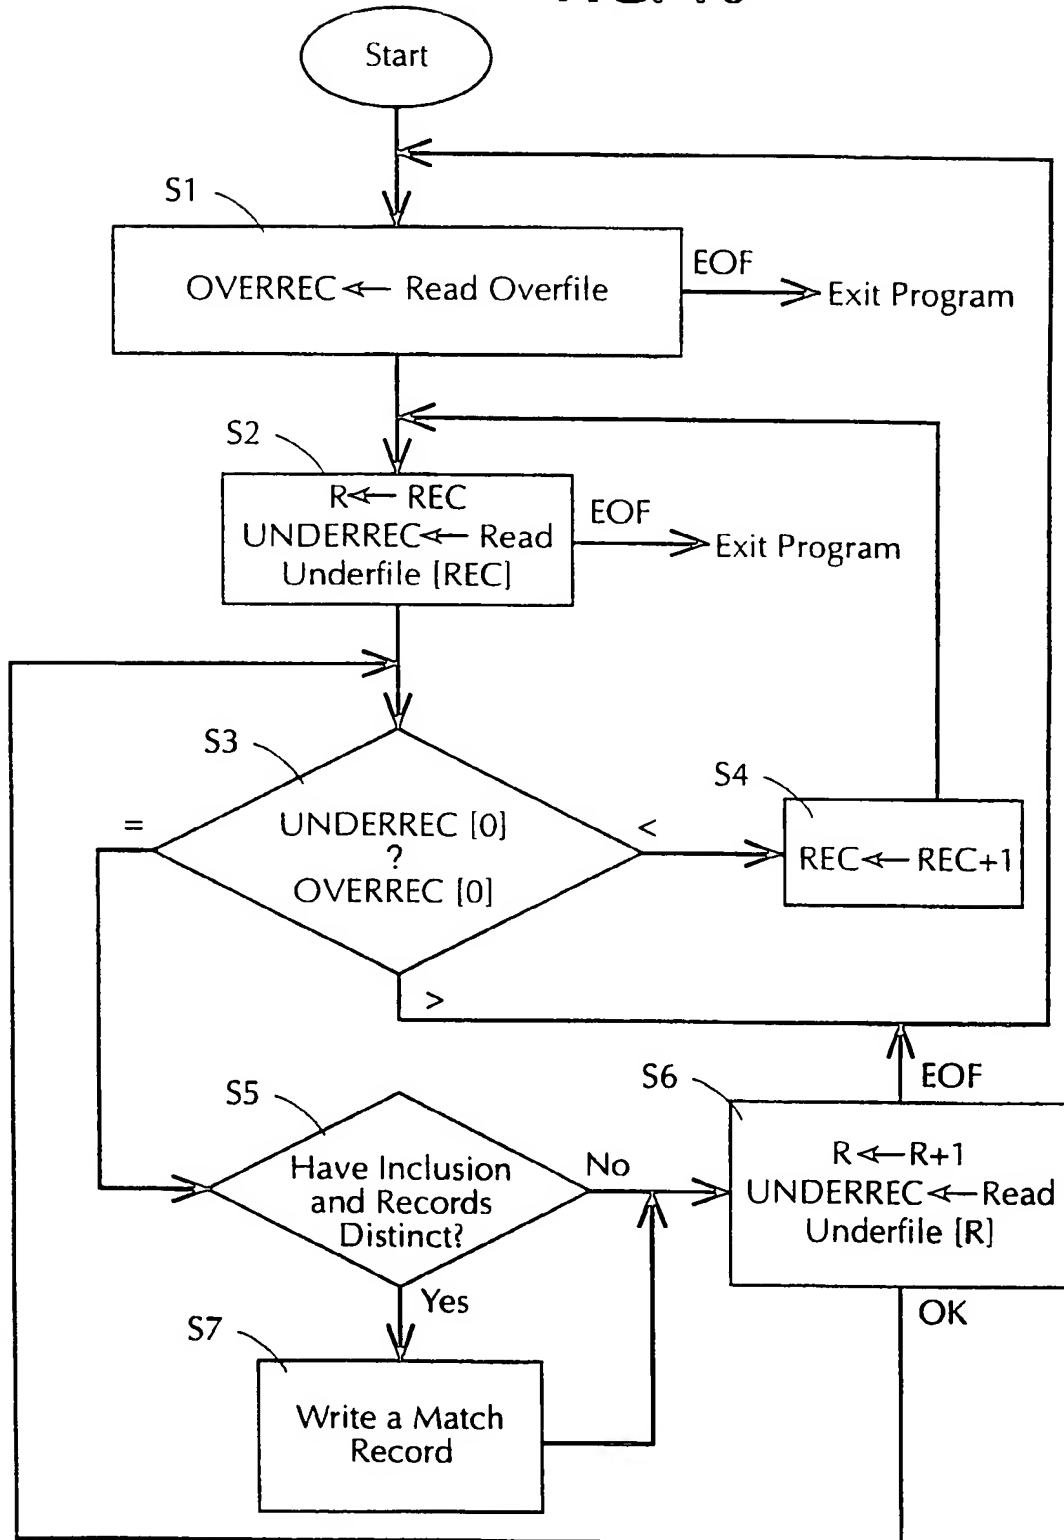 Start
S1
OVERREC ← Read Overfile
EOF
Exit Program
S2
R ← REC
UNDERREC ← Read
Underfile [REC]
EOF
Exit Program
S3
UNDERREC [0]
?
OVERREC [0]
=
<
>
S4
REC ← REC+1
S5
Have Inclusion
and Records
Distinct?
No
Yes
S6
EOF
R ← R+1
UNDERREC ← Read
Underfile [R]
OK
S7
Write a Match
Record